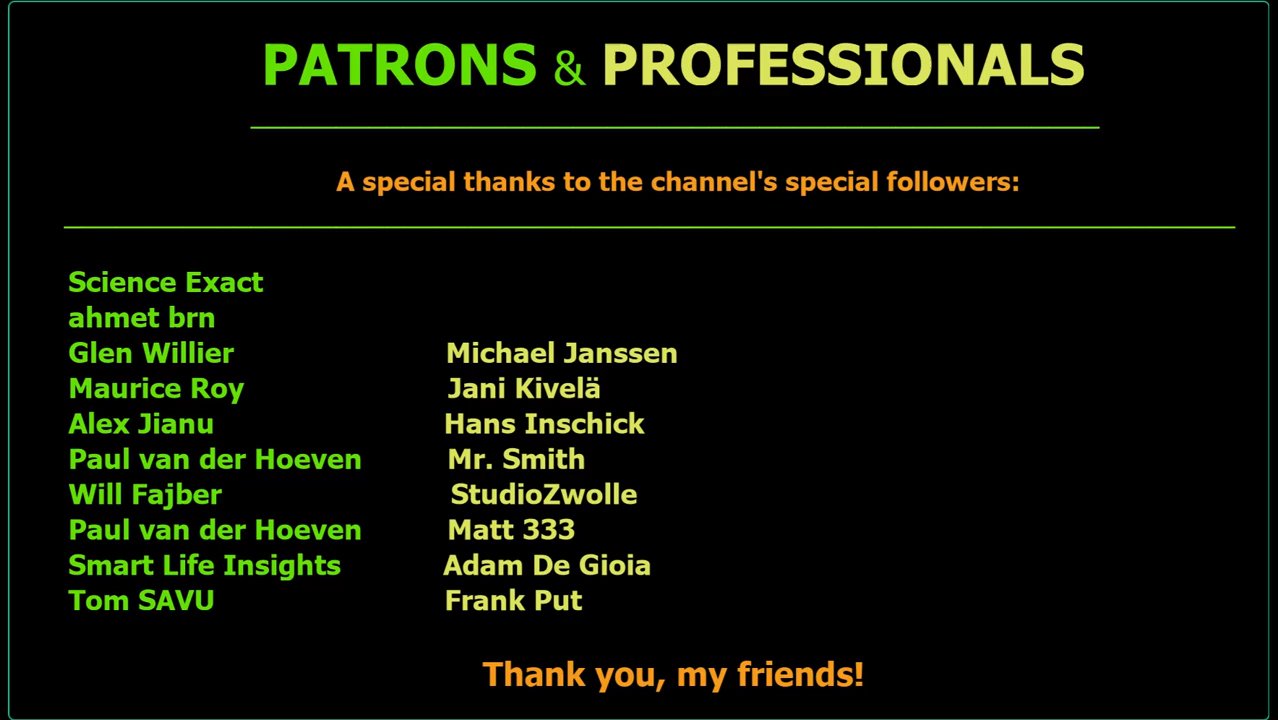 PATRONS & PROFESSIONALS
A special thanks to the channel's special followers:
Science Exact
ahmet brn
Glen Willier Michael Janssen
Maurice Roy Jani Kivelä
Alex Jianu Hans Inschick
Paul van der Hoeven Mr. Smith
Will Fajber StudioZwolle
Paul van der Hoeven Matt 333
Smart Life Insights Adam De Gioia
Tom SAVU Frank Put
Thank you, my friends!